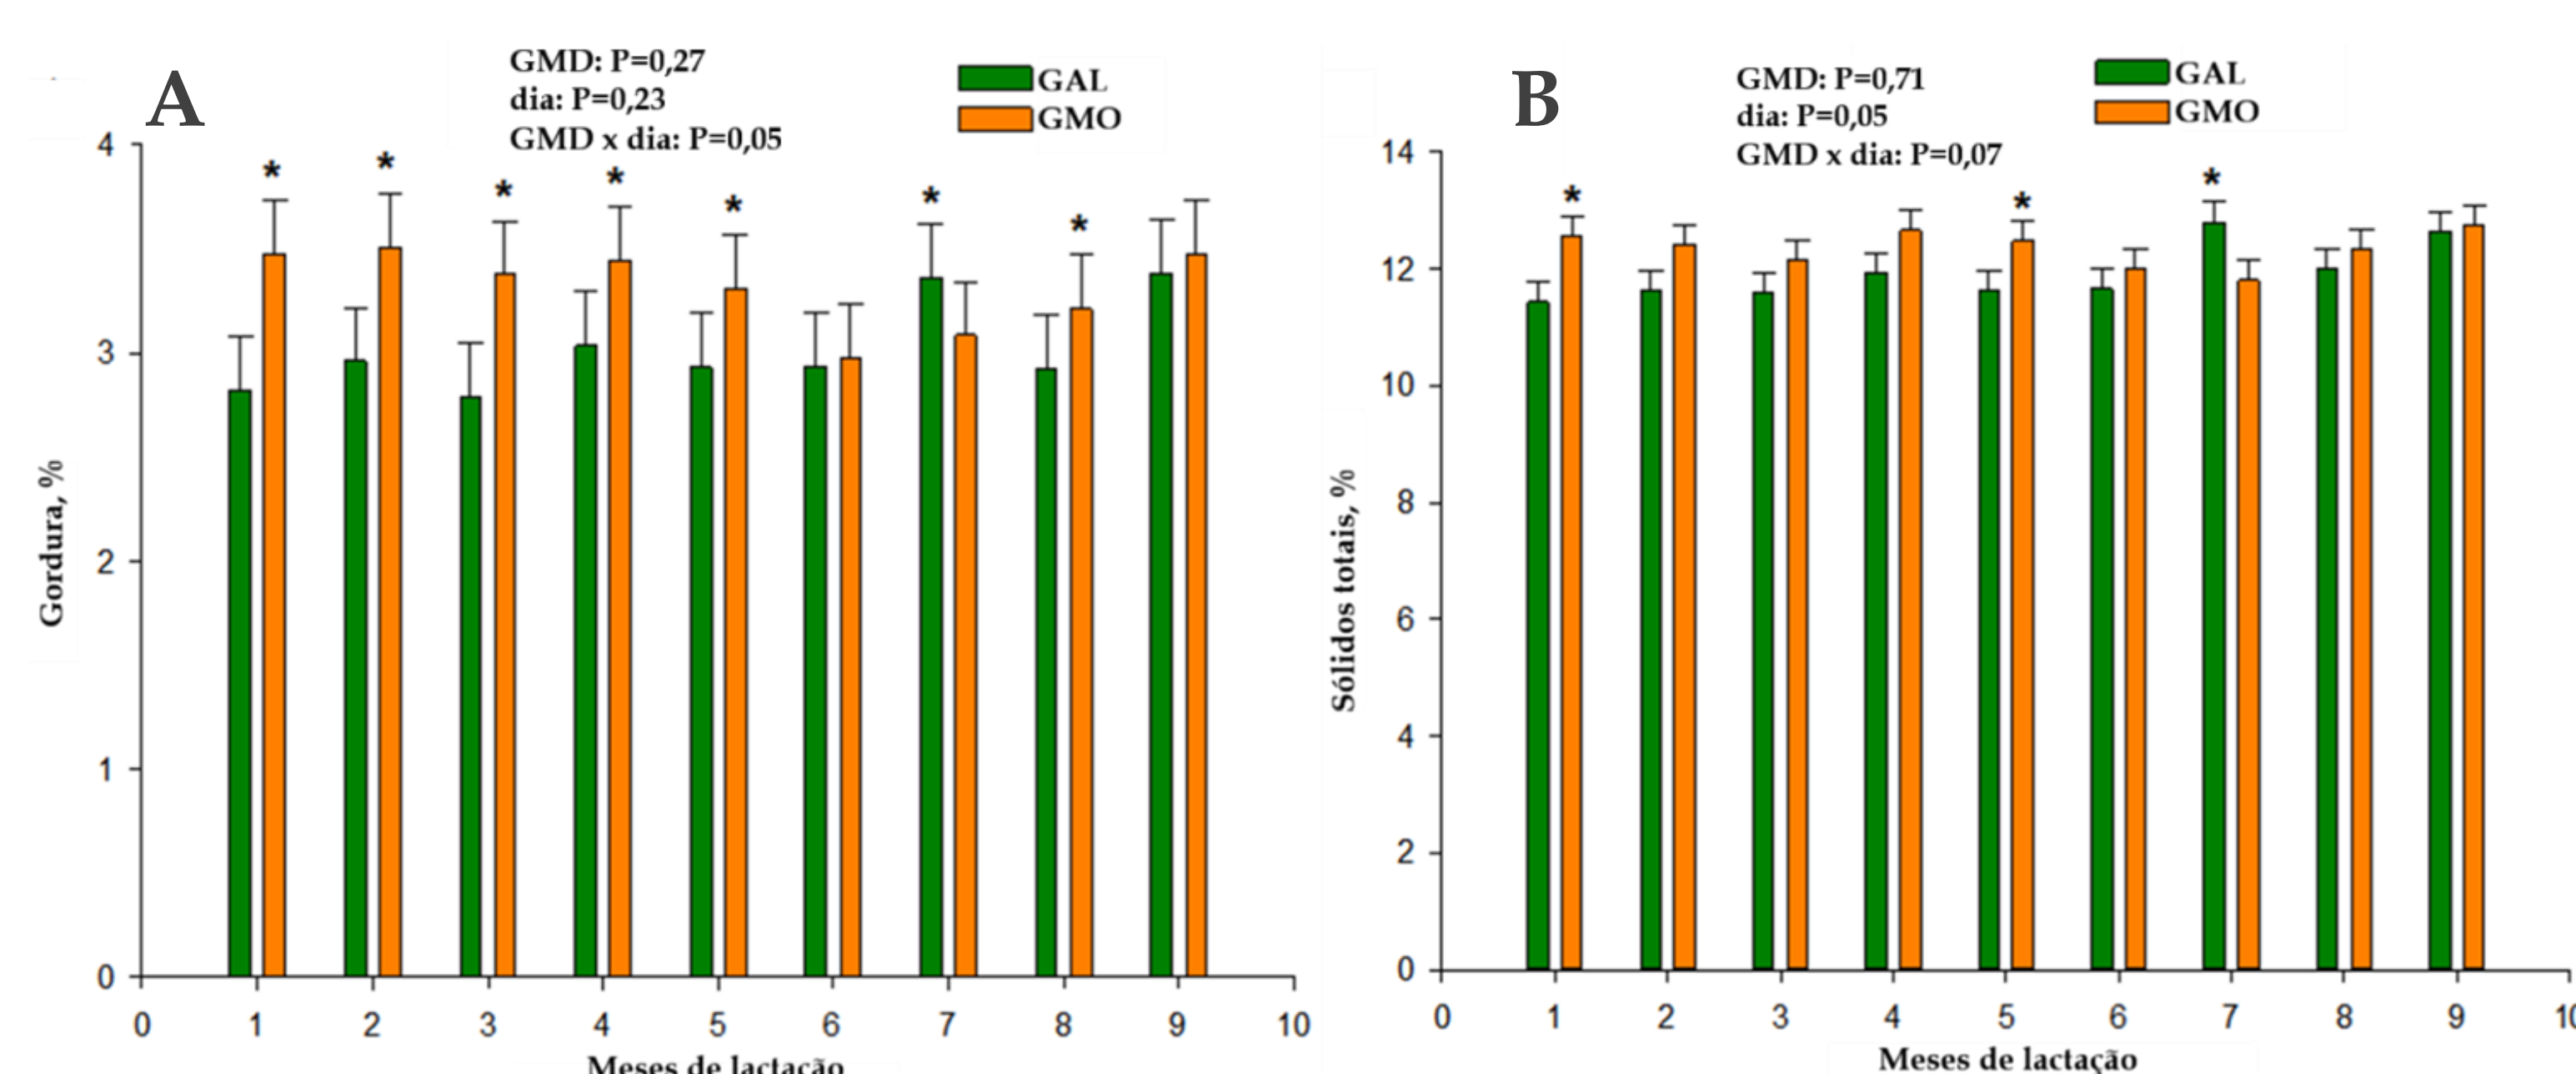 A
GMD: P=0,27
dia: P=0,23
GMD x dia: P=0,05
GAL
GMO
4
3
2
1
0
Gordura, %
* * * * * * *
0 1 2 3 4 5 6 7 8 9 10
Meses de lactação
B
GMD: P=0,71
dia: P=0,05
GMD x dia: P=0,07
GAL
GMO
14
12
10
8
6
4
2
0
Sólidos totais, %
* * *
0 1 2 3 4 5 6 7 8 9 10
Meses de lactação